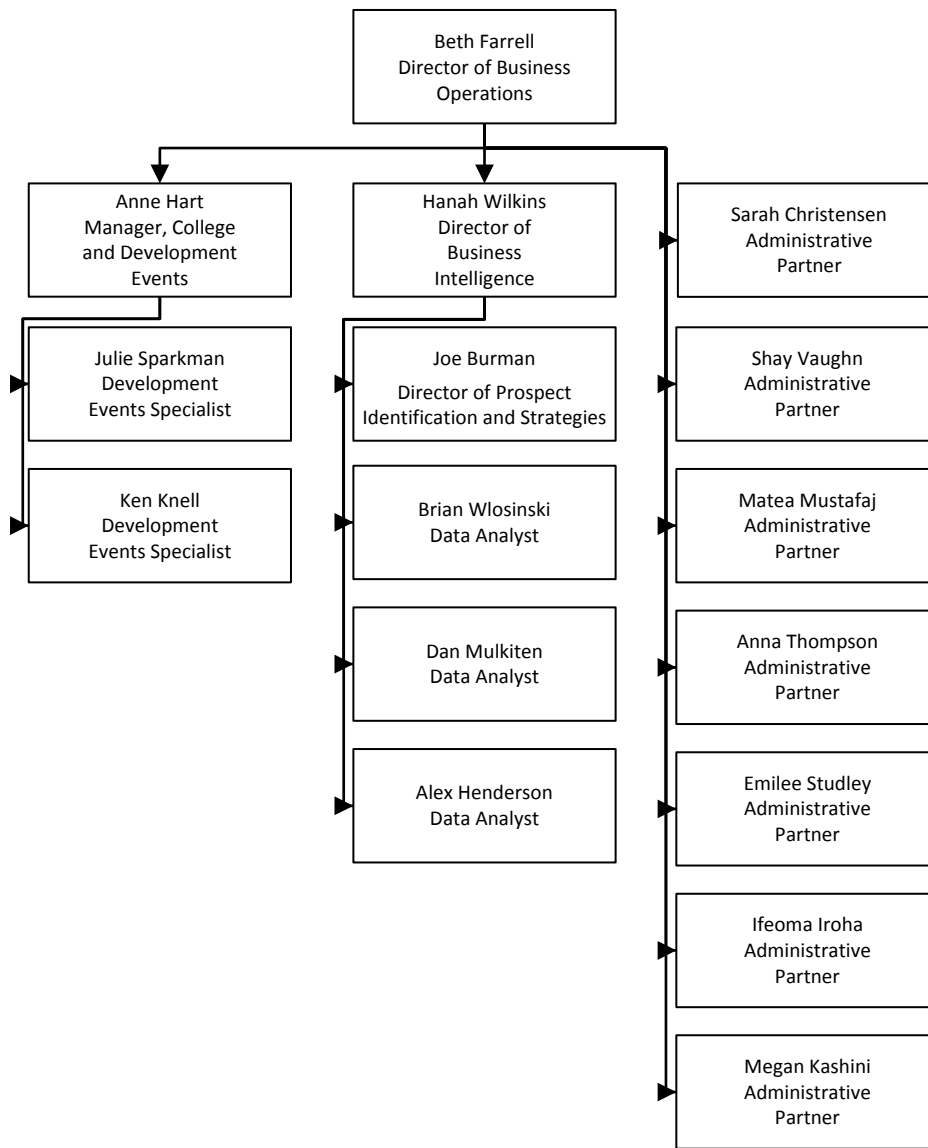 Beth Farrell
Director of Business
Operations
Anne Hart
Manager, College
and Development
Events
Hanah Wilkins
Director of
Business
Intelligence
Sarah Christensen
Administrative
Partner
Julie Sparkman
Development
Events Specialist
Joe Burman
Director of Prospect
Identification and Strategies
Shay Vaughn
Administrative
Partner
Ken Knell
Development
Events Specialist
Brian Wlosinski
Data Analyst
Matea Mustafaj
Administrative
Partner
Dan Mulkiten
Data Analyst
Anna Thompson
Administrative
Partner
Alex Henderson
Data Analyst
Emilee Studley
Administrative
Partner
Ifeoma Iroha
Administrative
Partner
Megan Kashini
Administrative
Partner